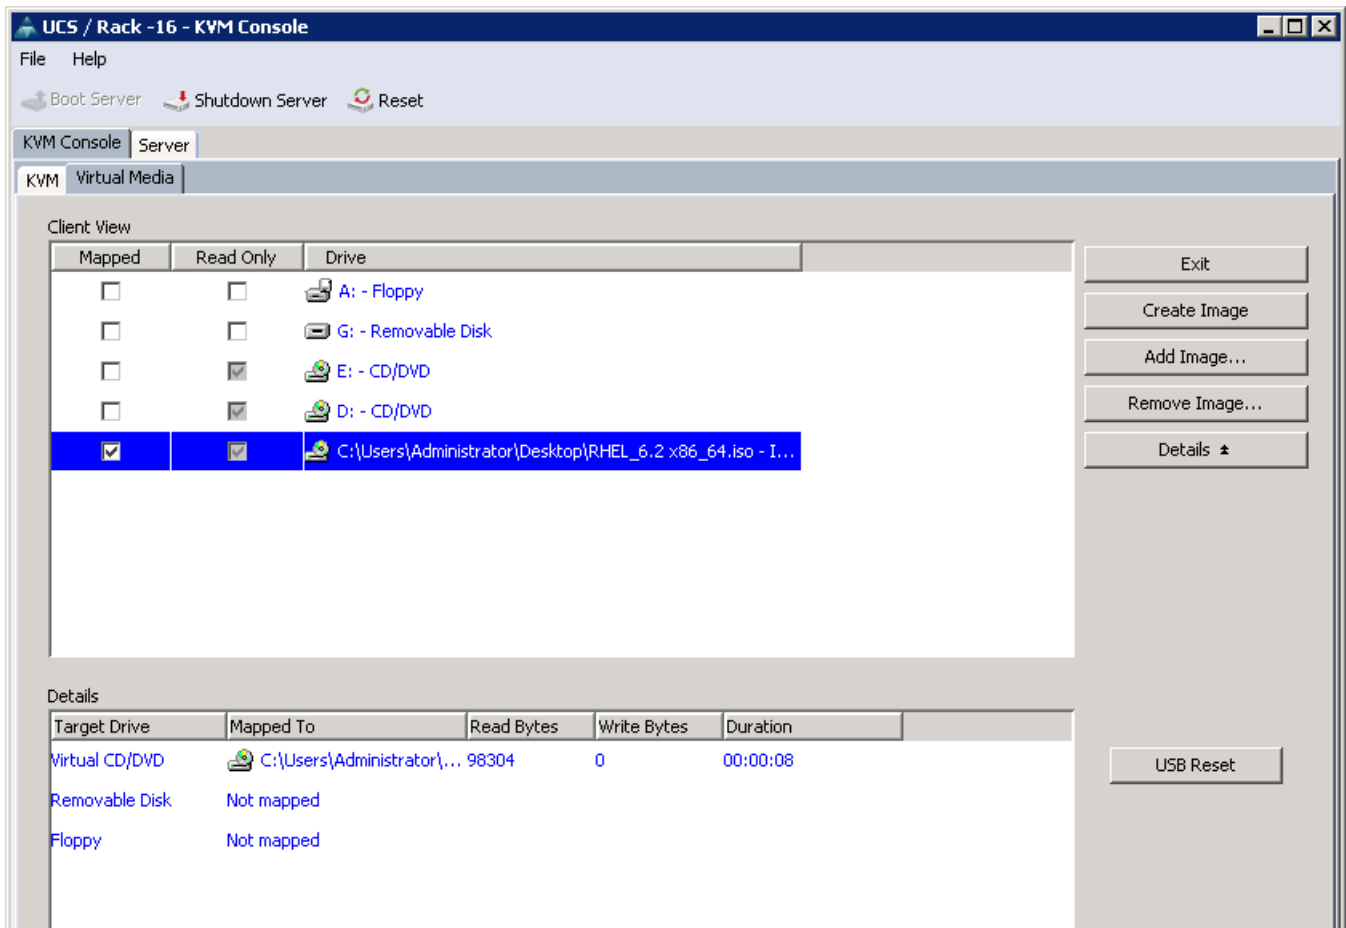 UCS / Rack -16 - KVM Console
File Help
Boot Server Shutdown Server Reset
KVM Console Server
KVM Virtual Media
Client View
Mapped Read Only Drive
A: - Floppy
G: - Removable Disk
E: - CD/DVD
D: - CD/DVD
C:\Users\Administrator\Desktop\RHEL_6.2 x86_64.iso - I...
Exit
Create Image
Add Image...
Remove Image...
Details
Details
Target Drive Mapped To Read Bytes Write Bytes Duration
Virtual CD/DVD C:\Users\Administrator\... 98304 0 00:00:08
Removable Disk Not mapped
Floppy Not mapped
USB Reset